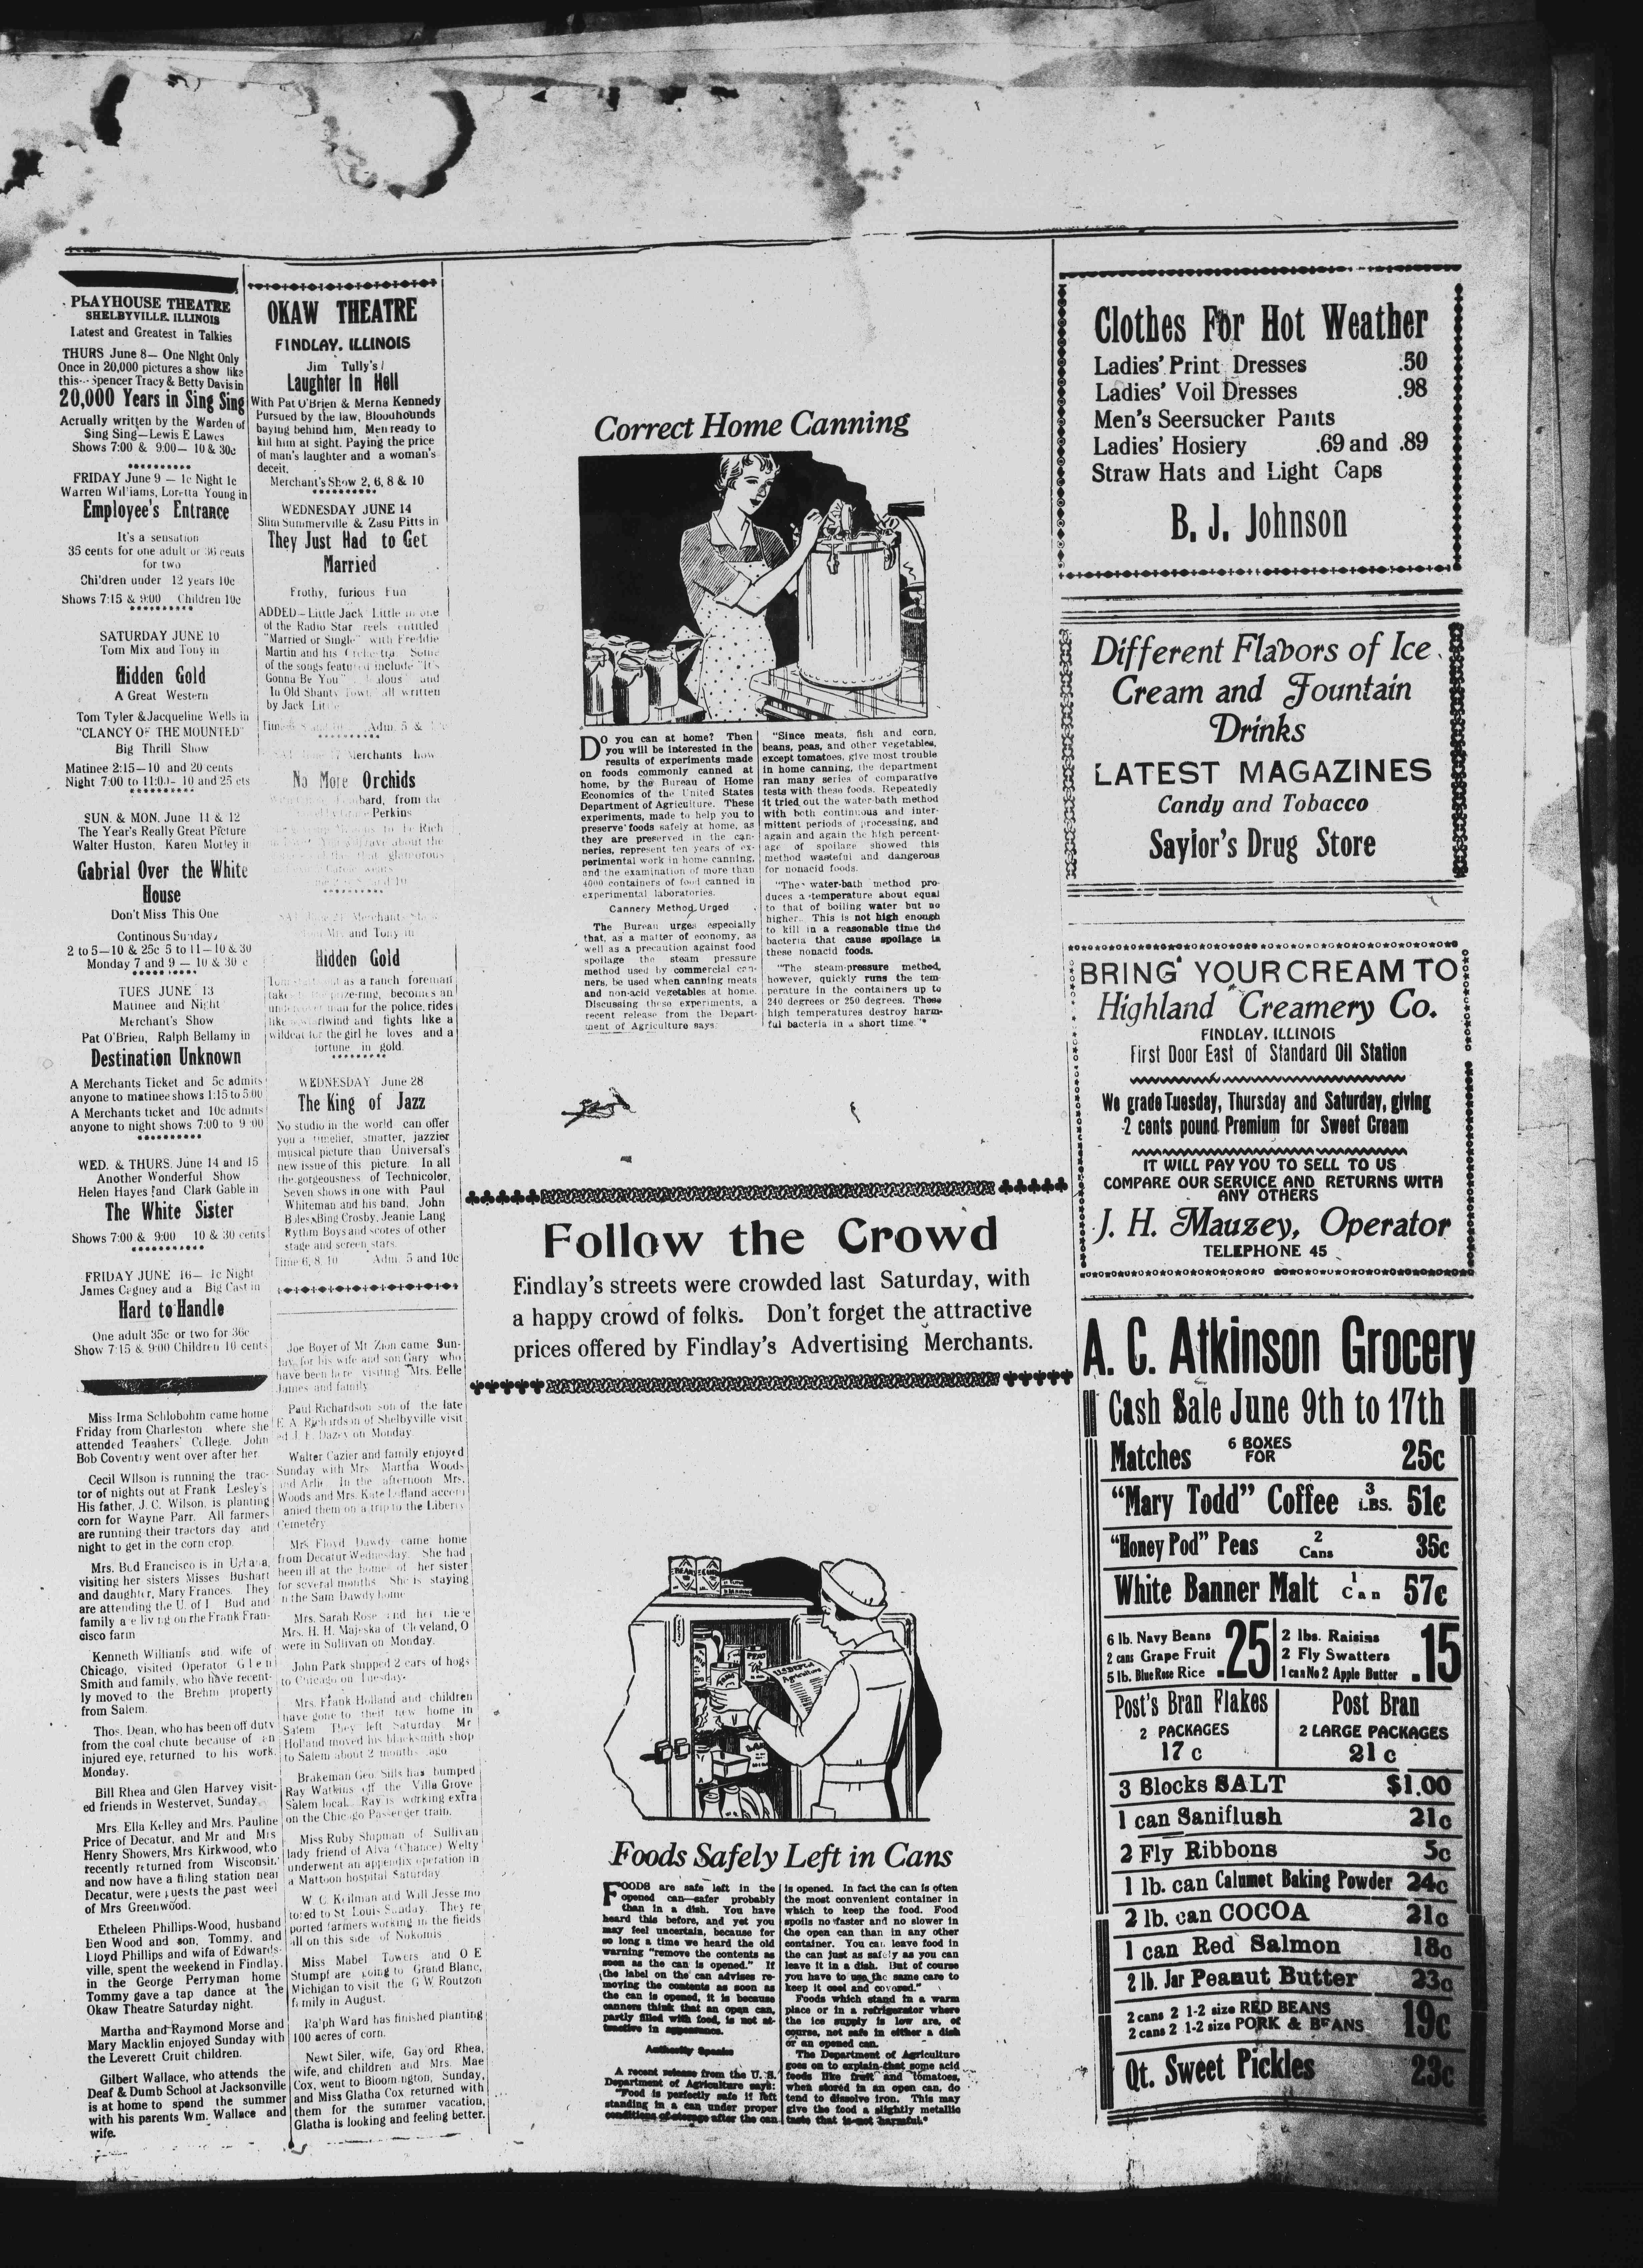 PLAYHOUSE THEATRE
SHELBYVILLE, ILLINOIS
Latest and Greatest in Talkies
THURS June 8— One Night Only
Once in 20,000 pictures a show like
this-- Spencer Tracy & Betty Davis in
20,000 Years in Sing Sing
Actually written by the Warden of
Sing Sing—Lewis E Lawes
Shows 7:00 & 9:00— 10 & 30c
FRIDAY June 9 — 1c Night 1c
Warren Williams, Loretta Young in
Employee's Entrance
It's a sensation
35 cents for one adult or 36 cents
for two
Children under 12 years 10c
Shows 7:15 & 9:00 Children 10c
SATURDAY JUNE 10
Tom Mix and Tony in
Hidden Gold
A Great Western
Tom Tyler & Jacqueline Wells in
"CLANCY OF THE MOUNTED"
Big Thrill Show
Matinee 2:15—10 and 20 cents
Night 7:00 to 11:00- 10 and 25 cts
SUN. & MON. June 11 & 12
The Year's Really Great Picture
Walter Huston, Karen Morley in
Gabrial Over the White
House
Don't Miss This One
Continous Sunday,
2 to 5—10 & 25c 5 to 11—10 & 30
Monday 7 and 9 — 10 & 30 c
TUES JUNE 13
Matinee and Night
Merchant's Show
Pat O'Brien, Ralph Bellamy in
Destination Unknown
A Merchants Ticket and 5c admits
anyone to matinee shows 1:15 to 5:00
A Merchants ticket and 10c admits
anyone to night shows 7:00 to 9:00
WED. & THURS. June 14 and 15
Another Wonderful Show
Helen Hayes and Clark Gable in
The White Sister
Shows 7:00 & 9:00 10 & 30 cents
FRIDAY JUNE 16— 1c Night
James Cagney and a Big Cast in
Hard to Handle
One adult 35c or two for 36c
Show 7:15 & 9:00 Children 10 cents
Miss Irma Schlobohm came home
Friday from Charleston where she
attended Teachers' College. John
Bob Coventry went over after her.
Cecil Wilson is running the trac-
tor of nights out at Frank Lesley's
His father, J. C. Wilson, is planting
corn for Wayne Parr. All farmers
are running their tractors day and
night to get in the corn crop.
Mrs. Bud Francisco is in Urbana,
visiting her sisters Misses Bushart
and daughter, Mary Frances. They
are attending the U. of I. Bud and
family are living on rhe Frank Fran-
cisco farm
Kenneth Williams and wife of
Chicago, visited Operator Glen
Smith and family, who have recent-
ly moved to the Brehm property
from Salem.
Thos. Dean, who has been off duty
from the coal chute because of an
injured eye, returned to his work
Monday.
Bill Rhea and Glen Harvey visit-
ed friends in Westervet, Sunday.
Mrs. Ella Kelley and Mrs. Pauline
Price of Decatur, and Mr and Mrs
Henry Showers, Mrs. Kirkwood, who
recently returned from Wisconsin
and now have a filling station near
Decatur, were guests the past weel
of Mrs Greenwood.
Etheleen Phillips-Wood, husband
Ben Wood and son, Tommy, and
Lloyd Phillips and wifa of Edwards-
ville, spent the weekend in Findlay.
in the George Perryman home
Tommy gave a tap dance at the
Okaw Theatre Saturday night.
Martha and Raymond Morse and
Mary Macklin enjoyed Sunday with
the Leverett Cruit children.
Gilbert Wallace, who attends the
Deaf & Dumb School at Jacksonville
is at home to spend the summer
with his parents Wm. Wallace and
wife.
OKAW THEATRE
FINDLAY, ILLINOIS
Jim Tully's
Laughter In Hell
With Pat O'Brien & Merna Kennedy
Pursued by the law, Bloodhounds
baying behind him, Men ready to
kill him at sight. Paying the price
of man's laughter and a woman's
deceit.
Merchant's Show 2, 6, 8 & 10
WEDNESDAY JUNE 14
Slim Summerville & Zasu Pitts in
They Just Had to Get
Married
Frothy, furious Fun
ADDED—Little Jack Little in one
of the Radio Star reels entitled
"Married or Single" with Freddie
Martin and his Orchestra Some
of the songs featured include "It's
Gonna Be You" and
In Old Shanty Town all written
by Jack
Adm. 5 &
Merchants
No More Orchids
from the
Perkins
Rich
about the
glamorous
Merchants
and Tony in
Hidden Gold
as a ranch foreman
becomes an
man for the police, rides
like and fights like a
wildcat for the girl he loves and a
fortune in gold.
WEDNESDAY June 28
The King of Jazz
No studio in the world can offer
you a timelier, smarter, jazzier
musical picture than Universal's
new issue of this picture. In all
the gorgeousness of Technicolor.
Seven shows in one with Paul
Whiteman and his band, John
Boles, Bing Crosby, Jeanie Lang
Rythm Boys and scores of other
stage and screen stars.
Time 6, 8, 10 Adm. 5 and 10c
Joe Boyer of Mt Zion came Sun-
day, for his wife and son Gary who
have been here visiting Mrs. Belle
James and family
Paul Richardson son of the late
E. A. Richardson of Shelbyville visit
ed J. E. Dazey on Monday.
Walter Cazier and family enjoyed
Sunday with Mrs Martha Woods
and Arlie In the afternoon Mrs.
Woods and Mrs. Kate accom
anied them on a trip to the Liberty
Cemetery
Mrs Floyd Dawdy came home
from Decatur Wednesday. She had
been ill at the home of her sister
for several months She is staying
n the Sam Dawdy home
Mrs. Sarah Rose and her niece
Mrs. H. H. Majeska of Cleveland, O
were in Sullivan on Monday.
John Park shipped 2 cars of hogs
to Chicago on Tuesday.
Mrs. Frank Holland and children
have gone to their new home in
Salem They left Saturday Mr
Holland moved his blacksmith shop
to Salem about 2 months ago
Brakeman Geo. Sills has bumped
Ray Watkins off the Villa Grove
Salem local. Ray is working extra
on the Chicago Passenger train.
Miss Ruby Shipman of Sullivan
lady friend of Alva (Chance) Welty
underwent an appendix operation in
a Mattoon hospital Saturday
W. C. Keilman and Will Jesse mo
tored to St. Louis Sunday. They re
ported farmers working in the fields
all on this side of Nokomis
Miss Mabel Towers and O E
Stumpf are going to Grand Blanc,
Michigan to visit the G W Routzon
family in August.
Ralph Ward has finished planting
100 acres of corn.
Newt Siler, wife, Gaylord Rhea,
wife, and children and Mrs. Mae
Cox, went to Bloomington, Sunday,
and Miss Glatha Cox returned with
them for the summer vacation,
Glatha is looking and feeling better.
Correct Home Canning
DO you can at home? Then
you will be interested in the
results of experiments made
on foods commonly canned at
home, by the Bureau of Home
Economics of the United States
Department of Agriculture. These
experiments, made to help you to
preserve foods safely at home, as
they are preserved in the can-
neries, represent ten years of ex-
perimental work in home canning,
and the examination of more than
4000 containers of food canned in
experimental laboratories.
Cannery Method Urged
The Bureau urges especially
that, as a matter of economy, as
well as a precaution against food
spoilage the steam pressure
method used by commercial can-
ners, be used when canning meats
and non-acid vegetables at home.
Discussing these experiments, a
recent release from the Depart-
ment of Agriculture says:
"Since meats, fish and corn,
beans, peas, and other vegetables,
except tomatoes, give most trouble
in home canning, the department
ran many series of comparative
tests with these foods. Repeatedly
it tried out the water-bath method
with both continuous and inter-
mittent periods of processing, and
again and again the high percent-
age of spoilage showed this
method wasteful and dangerous
for nonacid foods.
"The water-bath method pro-
duces a temperature about equal
to that of boiling water but no
higher. This is not high enough
to kill in a reasonable time the
bacteria that cause spoilage in
these nonacid foods.
"The steam-pressure method,
however, quickly runs the tem-
perature in the containers up to
240 degrees or 250 degrees. These
high temperatures destroy harm-
ful bacteria in a short time."*
Follow the Crowd
Findlay's streets were crowded last Saturday, with
a happy crowd of folks. Don't forget the attractive
prices offered by Findlay's Advertising Merchants.
BEANS
PEAS
U.S. DEPT. of
Agriculture
Foods Safely Left in Cans
FOODS are safe left in the
opened can—safer probably
than in a dish. You have
heard this before, and yet you
may feel uncertain, because for
so long a time we heard the old
warning "remove the contents as
soon as the can is opened." If
the label on the can advises re-
moving the contents as soon as
the can is opened, it is because
canners think that an open can,
partly filled with food, is not at-
tractive in appearance.
Authority Speaks
A recent release from the U. S.
Department of Agriculture says:
"Food is perfectly safe if left
standing in a can under proper
conditions of storage after the can
is opened. In fact the can is often
the most convenient container in
which to keep the food. Food
spoils no faster and no slower in
the open can than in any other
container. You can leave food in
the can just as safely as you can
leave it in a dish. But of course
you have to use the same care to
keep it cool and covered."
Foods which stand in a warm
place or in a refrigerator where
the ice supply is low are, of
course, not safe in either a dish
or an opened can.
The Department of Agriculture
goes on to explain that some acid
foods like fruit and tomatoes,
when stored in an open can, do
tend to dissolve iron. This may
give the food a slightly metallic
taste that is not harmful.*
Clothes For Hot Weather
Ladies' Print Dresses .50
Ladies' Voil Dresses .98
Men's Seersucker Pants
Ladies' Hosiery .69 and .89
Straw Hats and Light Caps
B. J. Johnson
Different Flavors of Ice
Cream and Fountain
Drinks
LATEST MAGAZINES
Candy and Tobacco
Saylor's Drug Store
BRING YOUR CREAM TO
Highland Creamery Co.
FINDLAY, ILLINOIS
First Door East of Standard Oil Station
We grade Tuesday, Thursday and Saturday, giving
2 cents pound Premium for Sweet Cream
IT WILL PAY YOU TO SELL TO US
COMPARE OUR SERVICE AND RETURNS WITH
ANY OTHERS
J. H. Mauzey, Operator
TELEPHONE 45
A. C. Atkinson Grocery
Cash Sale June 9th to 17th
Matches 6 BOXES FOR 25c
"Mary Todd" Coffee 3 LBS. 51c
"Honey Pod" Peas 2 Cans 35c
White Banner Malt 1 Can 57c
6 lb. Navy Beans
2 cans Grape Fruit
5 lb. Blue Rose Rice .25
2 lbs. Raisins
2 Fly Swatters
1 can No 2 Apple Butter .15
Post's Bran Flakes
2 PACKAGES
17 c
Post Bran
2 LARGE PACKAGES
21 c
3 Blocks SALT $1.00
1 can Saniflush 21c
2 Fly Ribbons 5c
1 lb. can Calumet Baking Powder 24c
2 lb. can COCOA 21c
1 can Red Salmon 18c
2 lb. Jar Peanut Butter 23c
2 cans 2 1-2 size RED BEANS
2 cans 2 1-2 size PORK & BEANS 19c
Qt. Sweet Pickles 23c